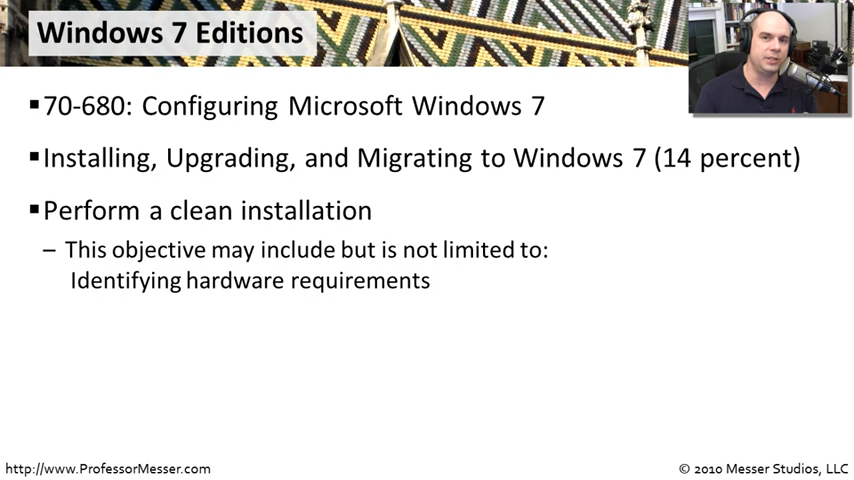 Windows 7 Editions
▪70-680: Configuring Microsoft Windows 7
▪Installing, Upgrading, and Migrating to Windows 7 (14 percent)
▪Perform a clean installation
– This objective may include but is not limited to:
Identifying hardware requirements
http://www.ProfessorMesser.com
© 2010 Messer Studios, LLC